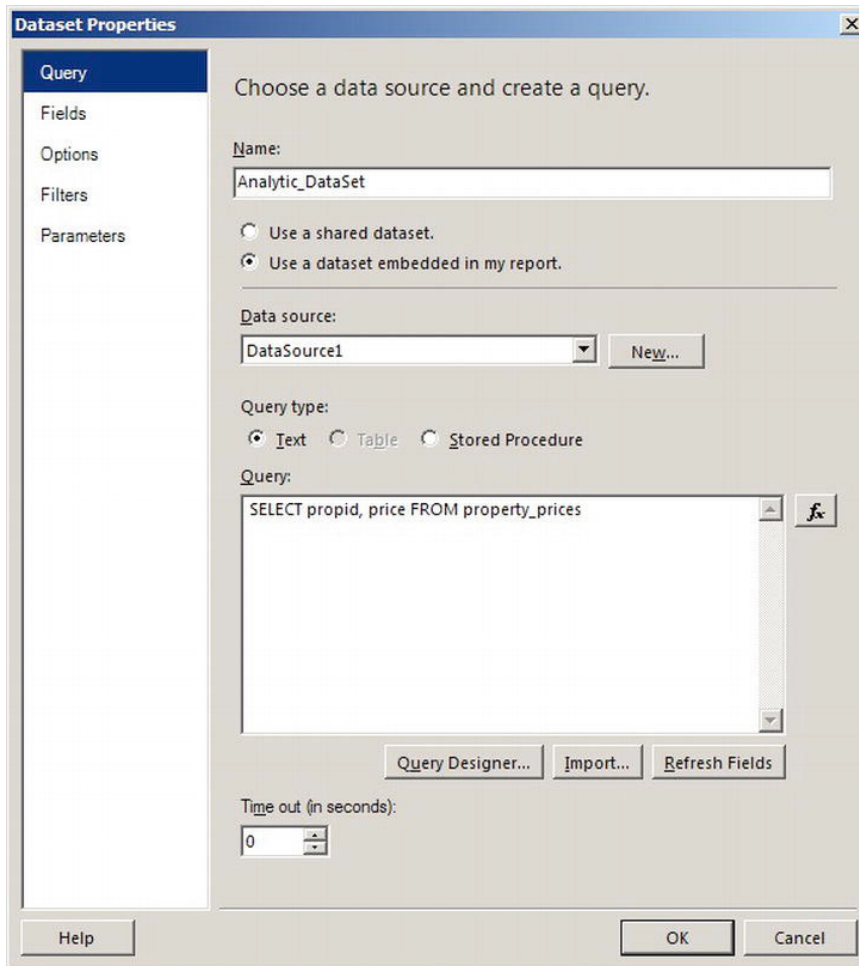 Dataset Properties
Query
Fields
Options
Filters
Parameters
Choose a data source and create a query.
Name:
Analytic_DataSet
Use a shared dataset.
Use a dataset embedded in my report.
Data source:
DataSource1
New...
Query type:
Text Table Stored Procedure
Query:
SELECT propid, price FROM property_prices
fx
Query Designer... Import... Refresh Fields
Time out (in seconds):
0
Help OK Cancel